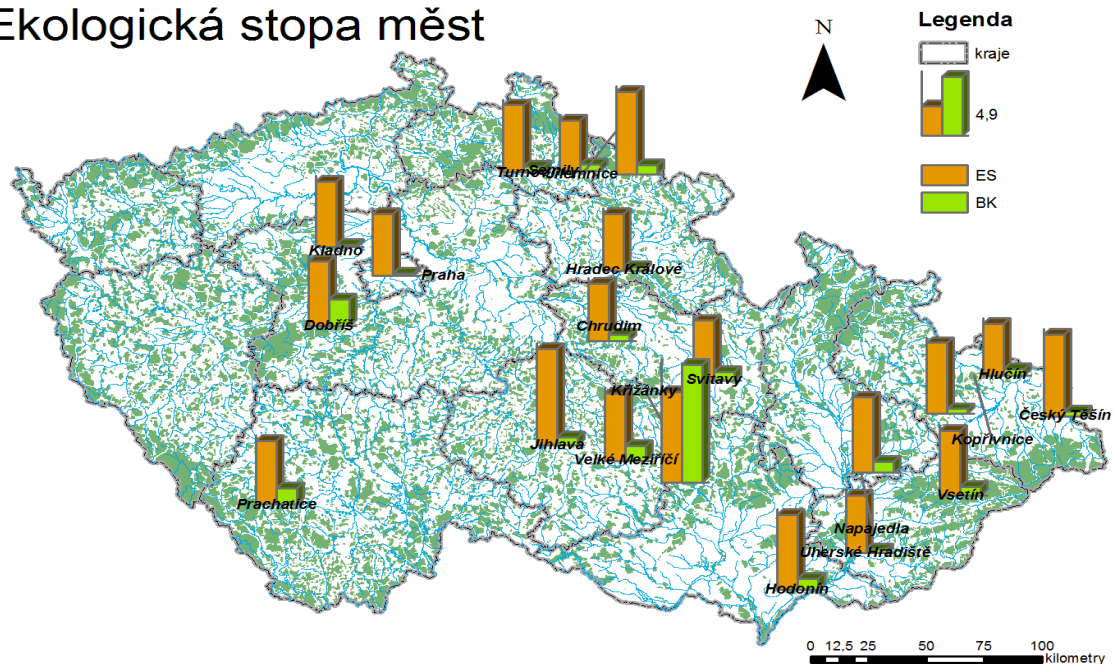 Ekologická stopa měst
N
Legenda
kraje
4,9
ES
BK
Turnov
Semily
Jilemnice
Kladno
Praha
Hradec Králové
Dobříš
Chrudim
Svitavy
Křižánky
Hlučín
Český Těšín
Jihlava
Velké Meziříčí
Kopřivnice
Prachatice
Vsetín
Napajedla
Uherské Hradiště
Hodonín
0 12,5 25 50 75 100
kilometry